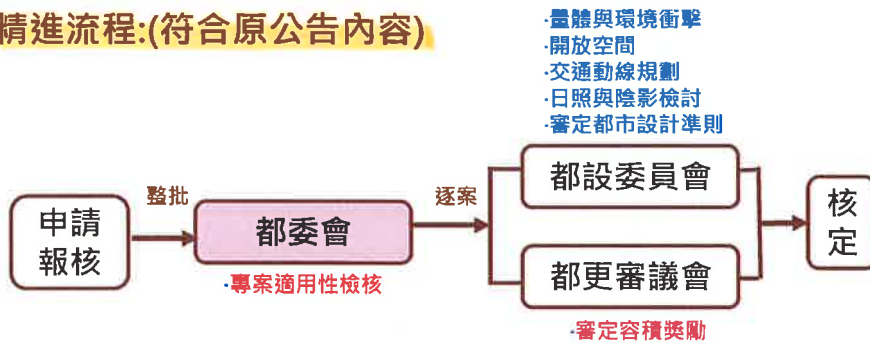 精進流程:(符合原公告內容)
·量體與環境衝擊
·開放空間
·交通動線規劃
·日照與陰影檢討
·審定都市設計準則
申請
報核
整批
都委會
·專案適用性檢核
逐案
都設委員會
都更審議會
·審定容積獎勵
核
定